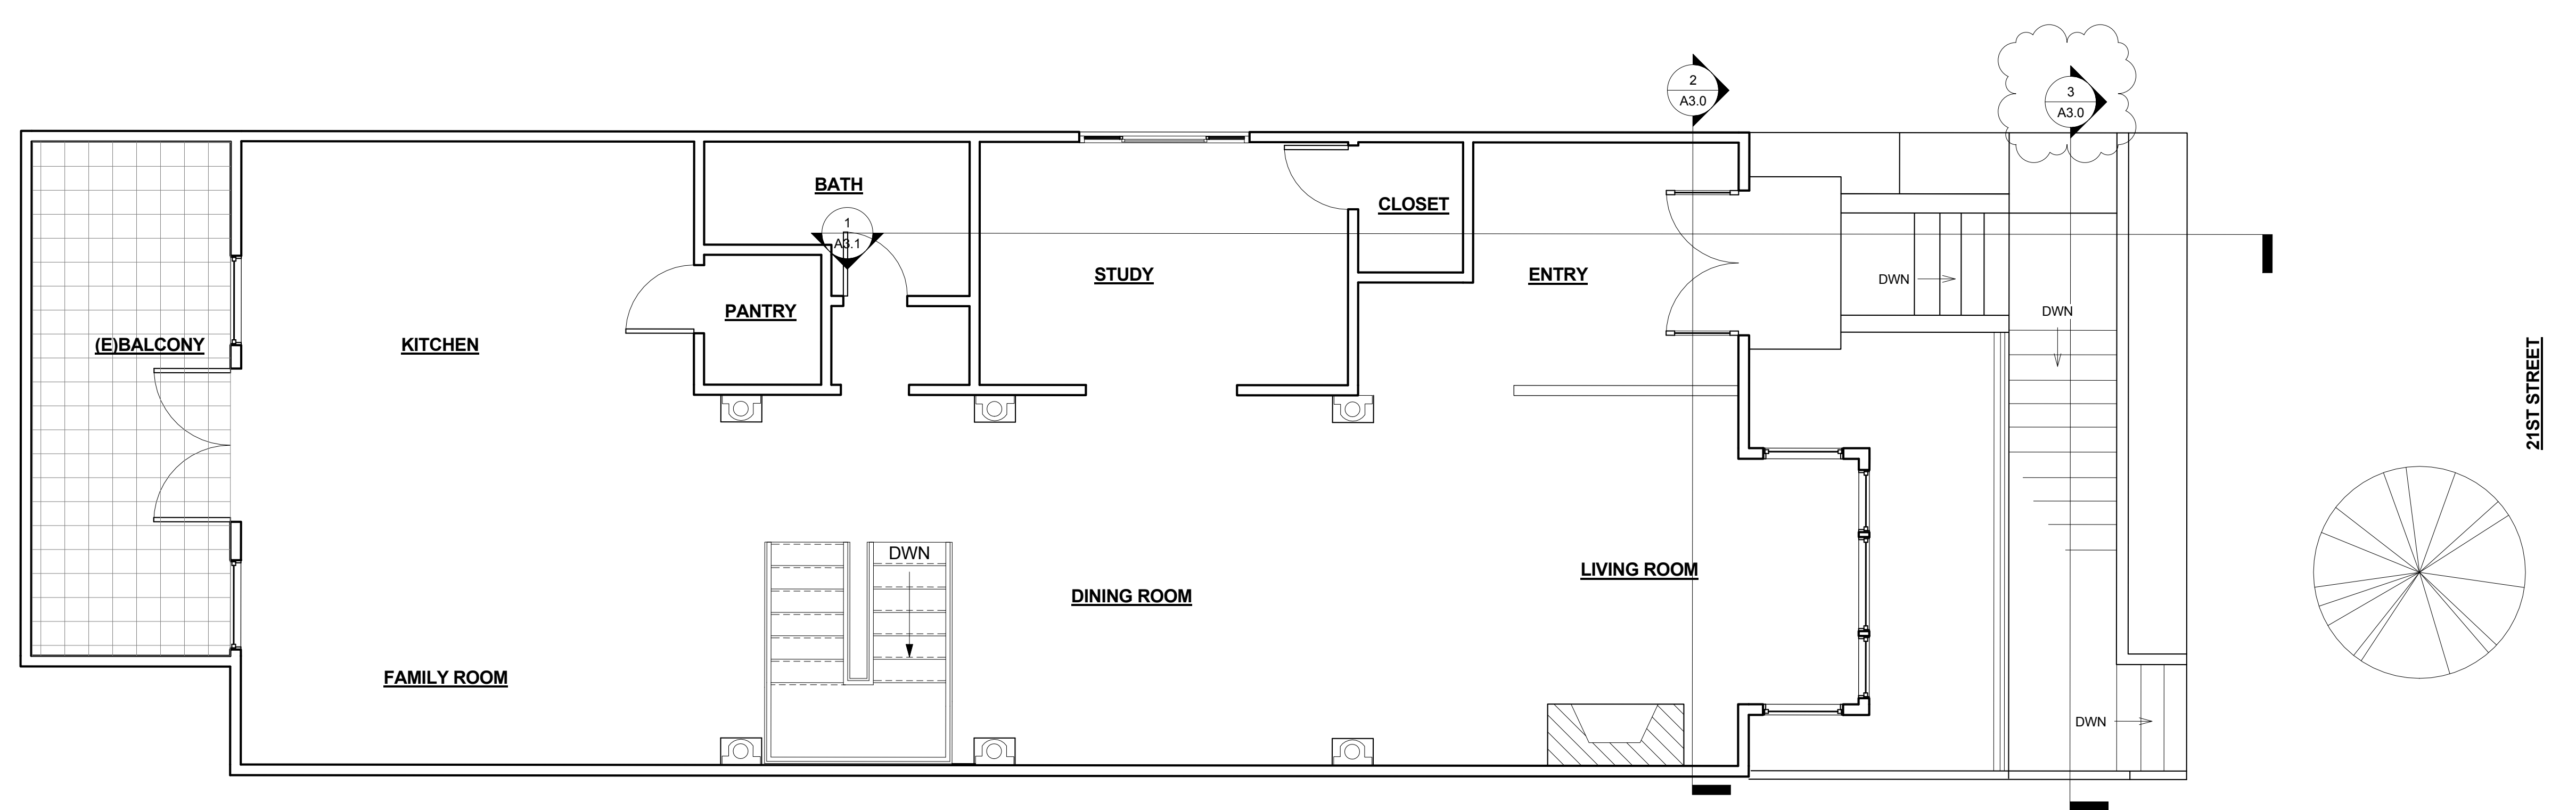 2
A3.0
3
A3.0
BATH
CLOSET
1
A3.1
STUDY
ENTRY
DWN
PANTRY
DWN
(E)BALCONY
KITCHEN
21ST STREET
DWN
LIVING ROOM
DINING ROOM
FAMILY ROOM
DWN